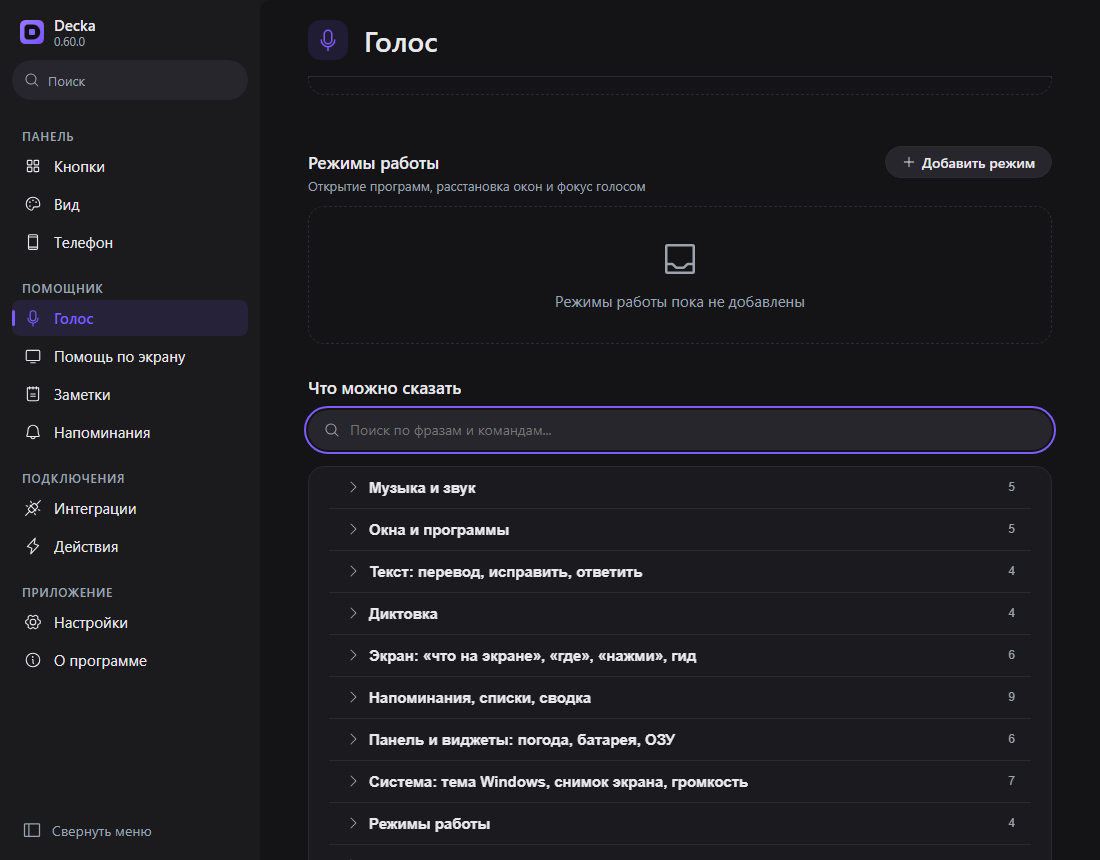 Decka
0.60.0
Поиск
ПАНЕЛЬ
Кнопки
Вид
Телефон
ПОМОЩНИК
Голос
Помощь по экрану
Заметки
Напоминания
ПОДКЛЮЧЕНИЯ
Интеграции
Действия
ПРИЛОЖЕНИЕ
Настройки
О программе
Свернуть меню
Голос
Режимы работы
Добавить режим
Открытие программ, расстановка окон и фокус голосом
Режимы работы пока не добавлены
Что можно сказать
Поиск по фразам и командам...
Музыка и звук 5
Окна и программы 5
Текст: перевод, исправить, ответить 4
Диктовка 4
Экран: «что на экране», «где», «нажми», гид 6
Напоминания, списки, сводка 9
Панель и виджеты: погода, батарея, ОЗУ 6
Система: тема Windows, снимок экрана, громкость 7
Режимы работы 4